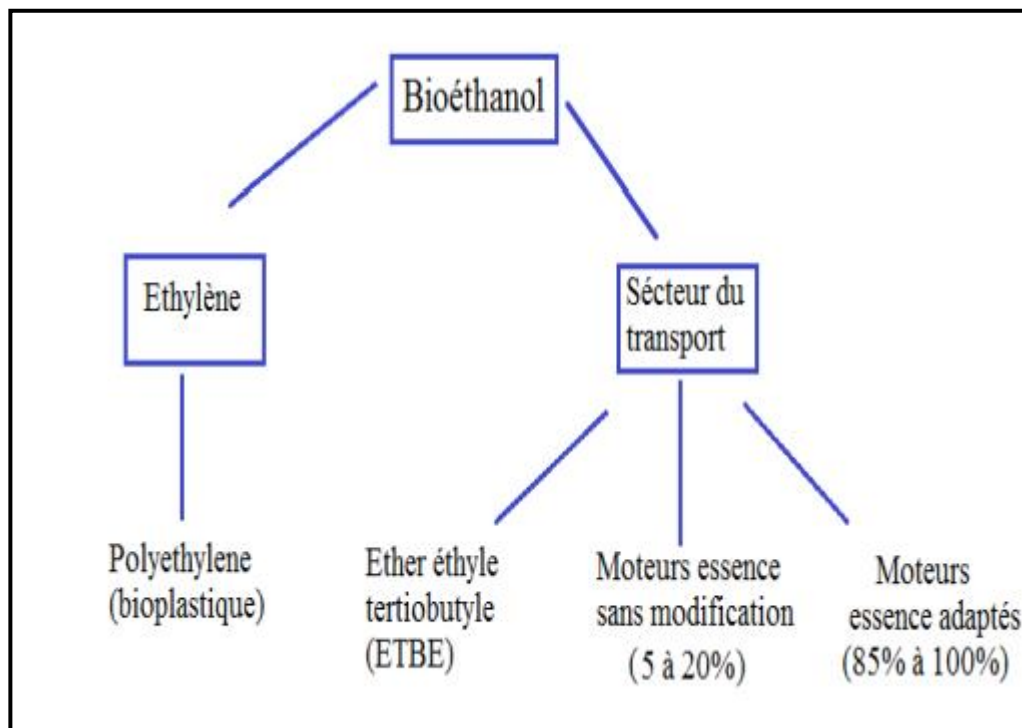 Bioéthanol
Ethylène
Sécteur du
transport
Polyethylene
(bioplastique)
Ether éthyle
tertiobutyle
(ETBE)
Moteurs essence
sans modification
(5 à 20%)
Moteurs
essence adaptés
(85% à 100%)